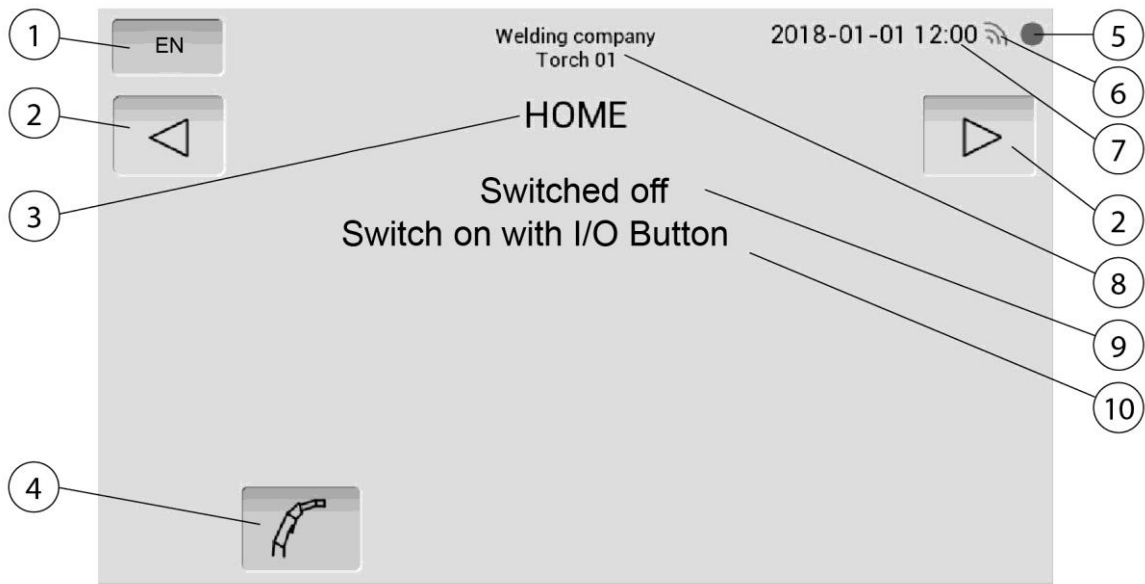 1
EN
Welding company
Torch 01
2018-01-01 12:00
5
2
HOME
6
7
3
Switched off
2
Switch on with I/O Button
8
9
10
4